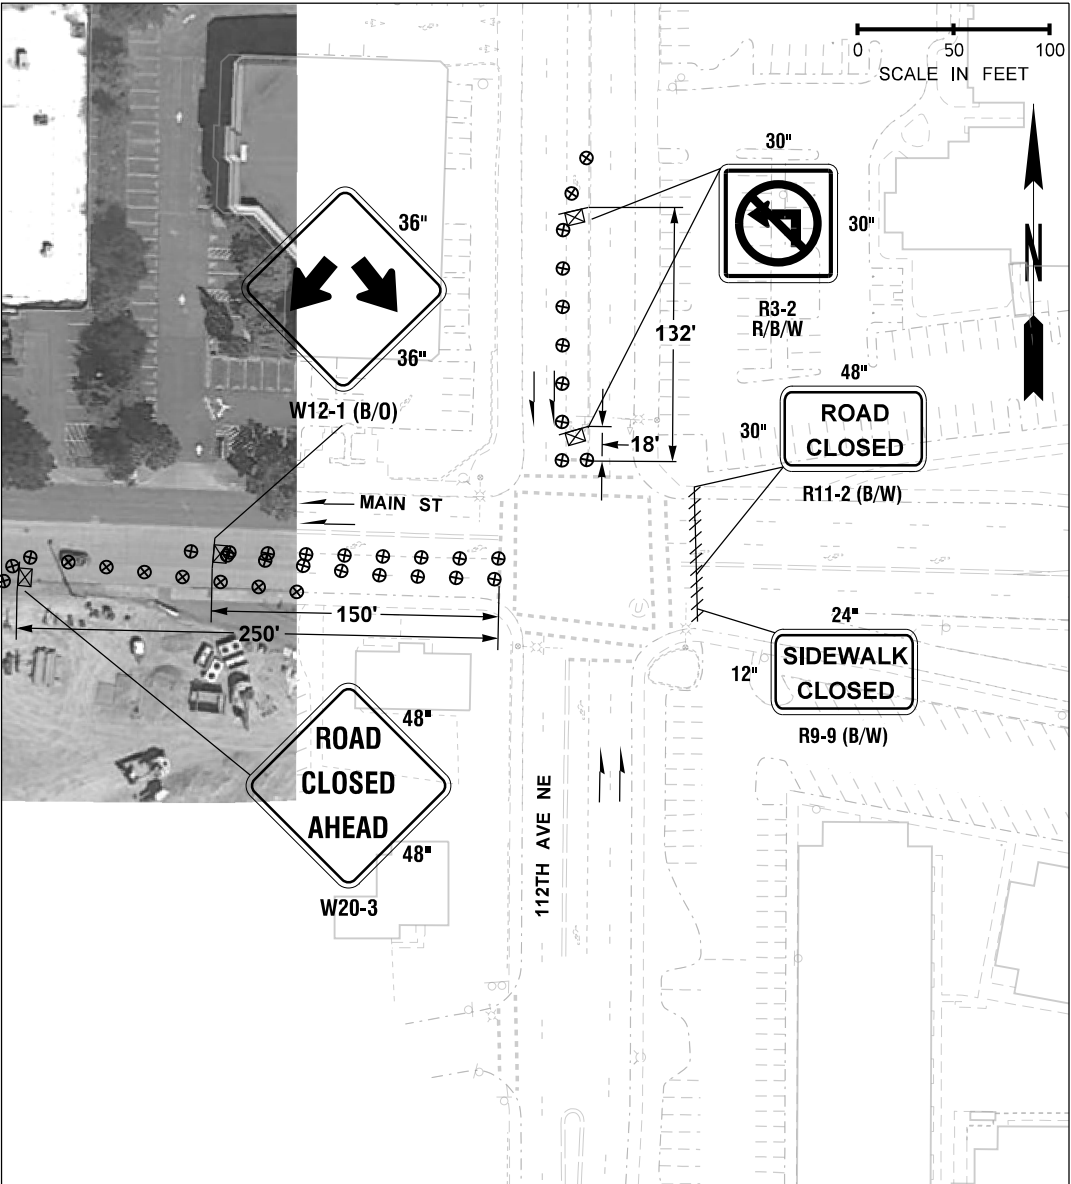 0 50 100
SCALE IN FEET
N
30"
30"
R3-2
R/B/W
36"
36"
W12-1 (B/O)
132'
18'
48"
30"
ROAD
CLOSED
R11-2 (B/W)
MAIN ST
150'
250'
24"
12"
SIDEWALK
CLOSED
R9-9 (B/W)
48"
ROAD
CLOSED
AHEAD
48"
W20-3
112TH AVE NE